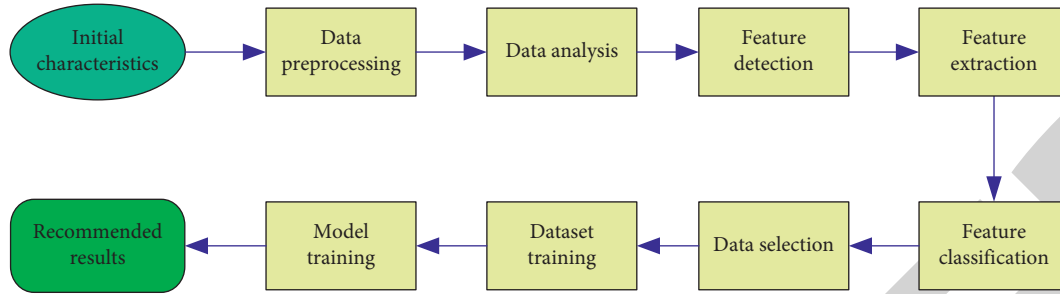 Initial
characteristics
Data
preprocessing
Data analysis
Feature
detection
Feature
extraction
Recommended
results
Model
training
Dataset
training
Data selection
Feature
classification